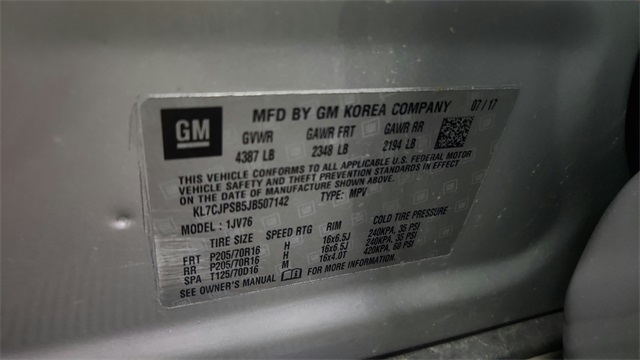 GM
MFD BY GM KOREA COMPANY 07/17
GVWR GAWR FRT GAWR RR
4387 LB 2348 LB 2194 LB
THIS VEHICLE CONFORMS TO ALL APPLICABLE U.S. FEDERAL MOTOR
VEHICLE SAFETY AND THEFT PREVENTION STANDARDS IN EFFECT ON
THE DATE OF MANUFACTURE SHOWN ABOVE.
KL7CJPSB5JB507142 TYPE: MPV
MODEL: 1JV76
TIRE SIZE SPEED RTG RIM COLD TIRE PRESSURE
FRT P205/70R16 H 16x6.5J 240KPA, 35 PSI
RR P205/70R16 H 16x6.5J 240KPA, 35 PSI
SPA T125/70D16 M 16x4.0T 420KPA, 60 PSI
SEE OWNER'S MANUAL FOR MORE INFORMATION.